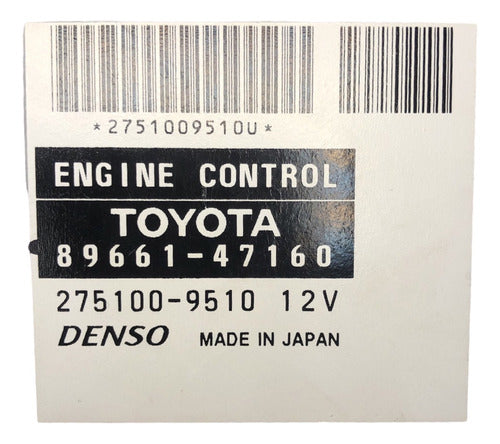 *2751009510U*
ENGINE CONTROL
TOYOTA
89661-47160
275100-9510 12V
DENSO MADE IN JAPAN